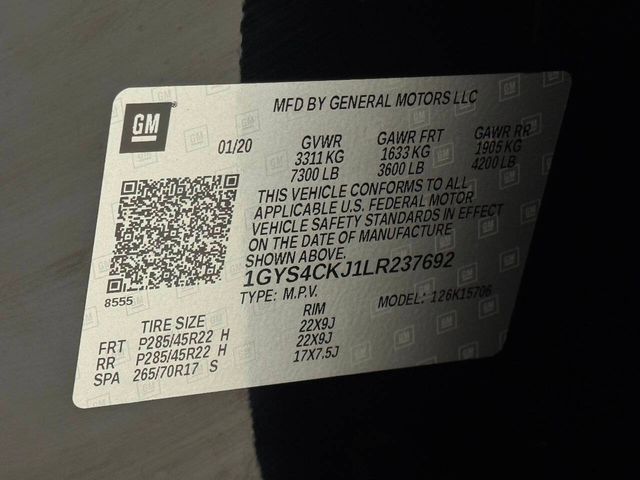 MFD BY GENERAL MOTORS LLC
GM
01/20 GVWR GAWR FRT GAWR RR
3311 KG 1633 KG 1905 KG
7300 LB 3600 LB 4200 LB
THIS VEHICLE CONFORMS TO ALL
APPLICABLE U.S. FEDERAL MOTOR
VEHICLE SAFETY STANDARDS IN EFFECT
ON THE DATE OF MANUFACTURE
SHOWN ABOVE.
1GYS4CKJ1LR237692
8555
TYPE: M.P.V. MODEL: 126K15706
TIRE SIZE RIM
FRT P285/45R22 H 22X9J
RR P285/45R22 H 22X9J
SPA 265/70R17 S 17X7.5J